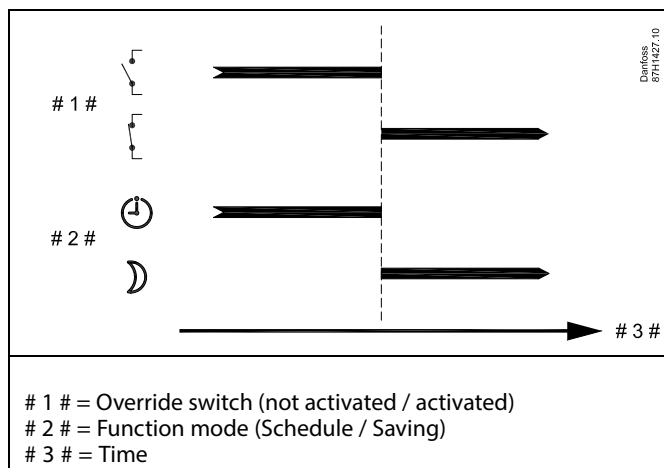 Danfoss
87H1427.10
# 1 #
# 2 #
# 3 #
# 1 # = Override switch (not activated / activated)
# 2 # = Function mode (Schedule / Saving)
# 3 # = Time